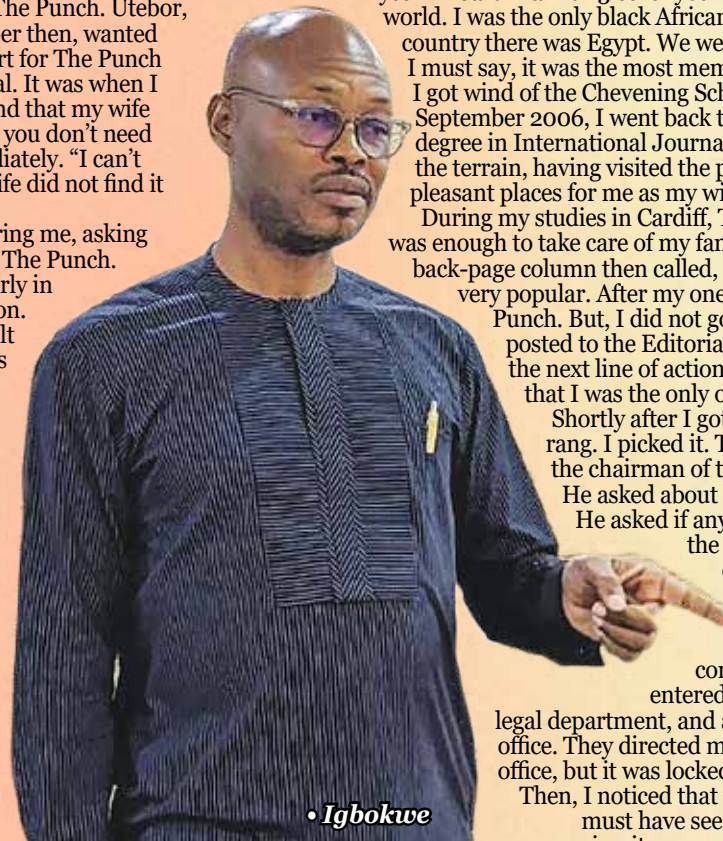 The Punch. Utebor,
er then, wanted
rt for The Punch
al. It was when I
nd that my wife
you don't need
liately. "I can't
ife did not find it
ring me, asking
The Punch.
rly in
on.
lt
s
world. I was the only black African
country there was Egypt. We we
I must say, it was the most mem
I got wind of the Chevening Sch
September 2006, I went back t
degree in International Journa
the terrain, having visited the p
pleasant places for me as my wr
During my studies in Cardiff, T
was enough to take care of my fan
back-page column then called,
very popular. After my one
Punch. But, I did not go
posted to the Editoria
the next line of action
that I was the only o
Shortly after I got
rang. I picked it. T
the chairman of t
He asked about
He asked if any
the
con
entered
legal department, and a
office. They directed m
office, but it was locked
Then, I noticed that
must have see
• Igbokwe